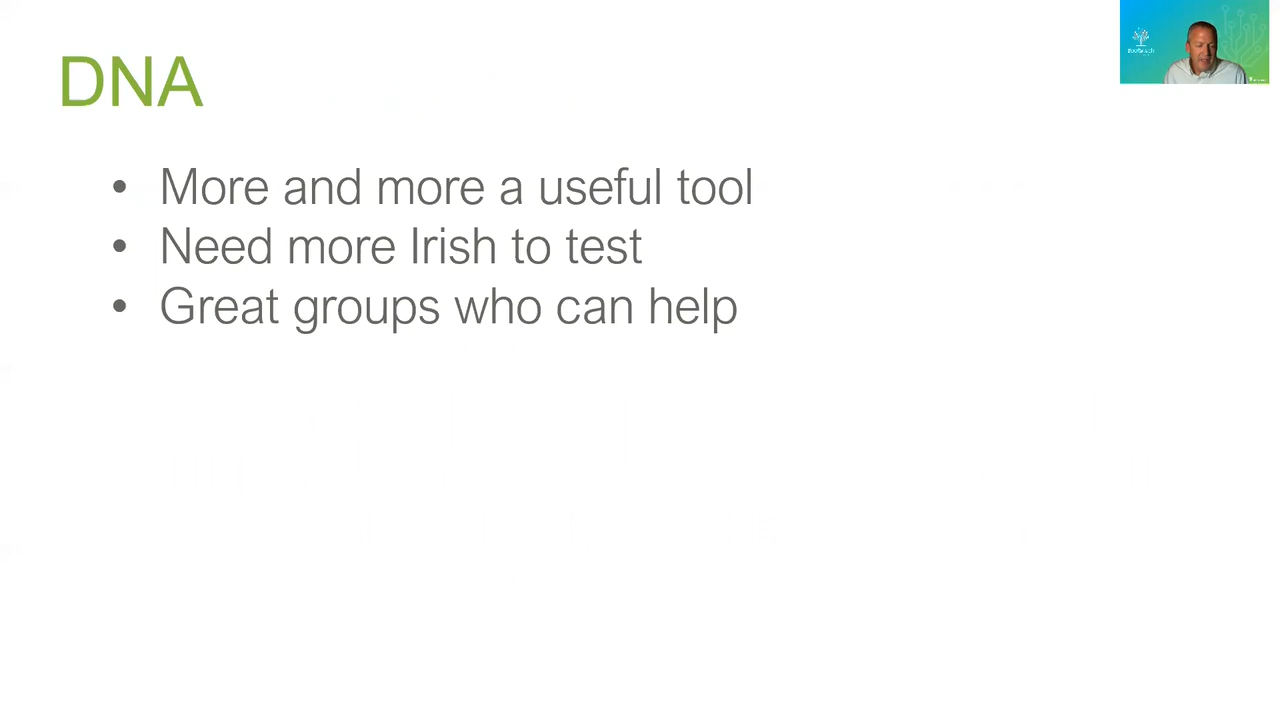 DNA
• More and more a useful tool
• Need more Irish to test
• Great groups who can help